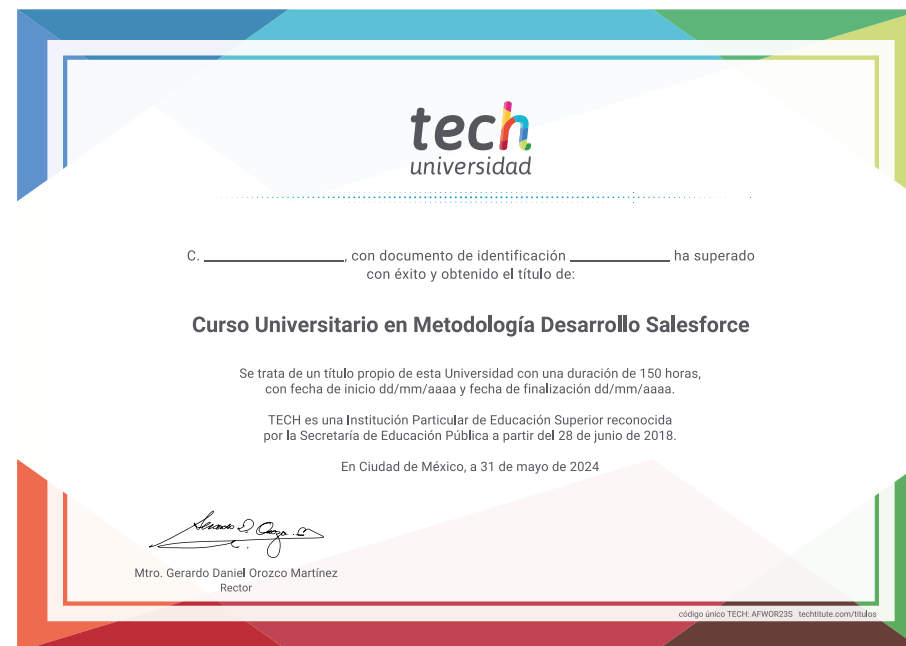 tech
universidad
C. ____________, con documento de identificación ____________ ha superado
con éxito y obtenido el título de:
Curso Universitario en Metodología Desarrollo Salesforce
Se trata de un título propio de esta Universidad con una duración de 150 horas,
con fecha de inicio dd/mm/aaaa y fecha de finalización dd/mm/aaaa.
TECH es una Institución Particular de Educación Superior reconocida
por la Secretaría de Educación Pública a partir del 28 de junio de 2018.
En Ciudad de México, a 31 de mayo de 2024
Mtro. Gerardo Daniel Orozco Martínez
Rector
código único TECH: AFWOR23S techtitute.com/titulos